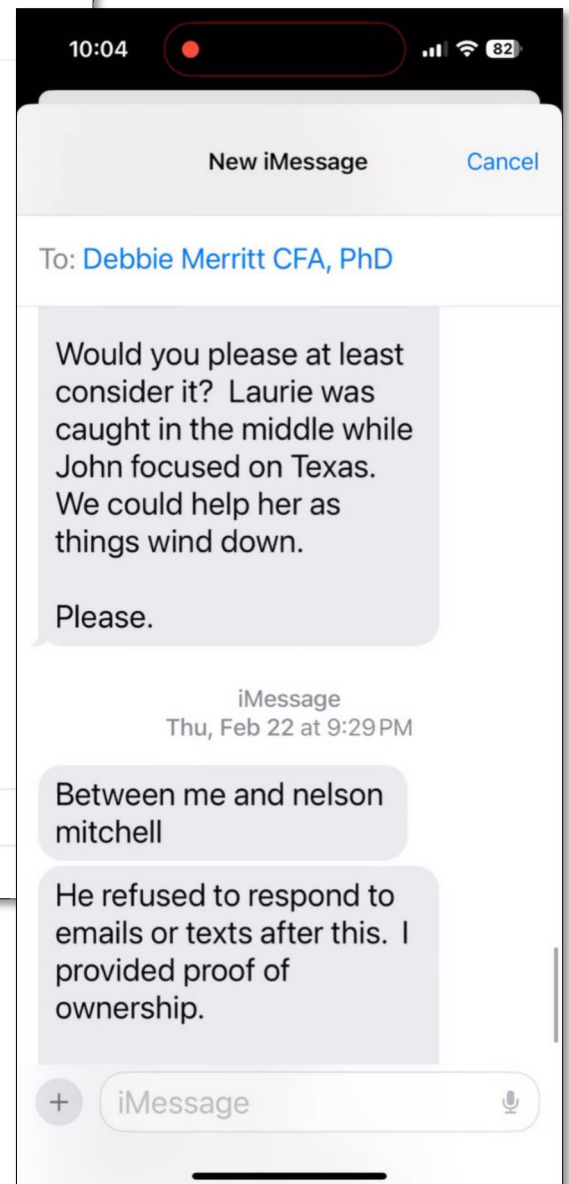 10:04
82
New iMessage
Cancel
To: Debbie Merritt CFA, PhD
Would you please at least
consider it?  Laurie was
caught in the middle while
John focused on Texas.
We could help her as
things wind down.
Please.
iMessage
Thu, Feb 22 at 9:29 PM
Between me and nelson
mitchell
He refused to respond to
emails or texts after this.  I
provided proof of
ownership.
iMessage